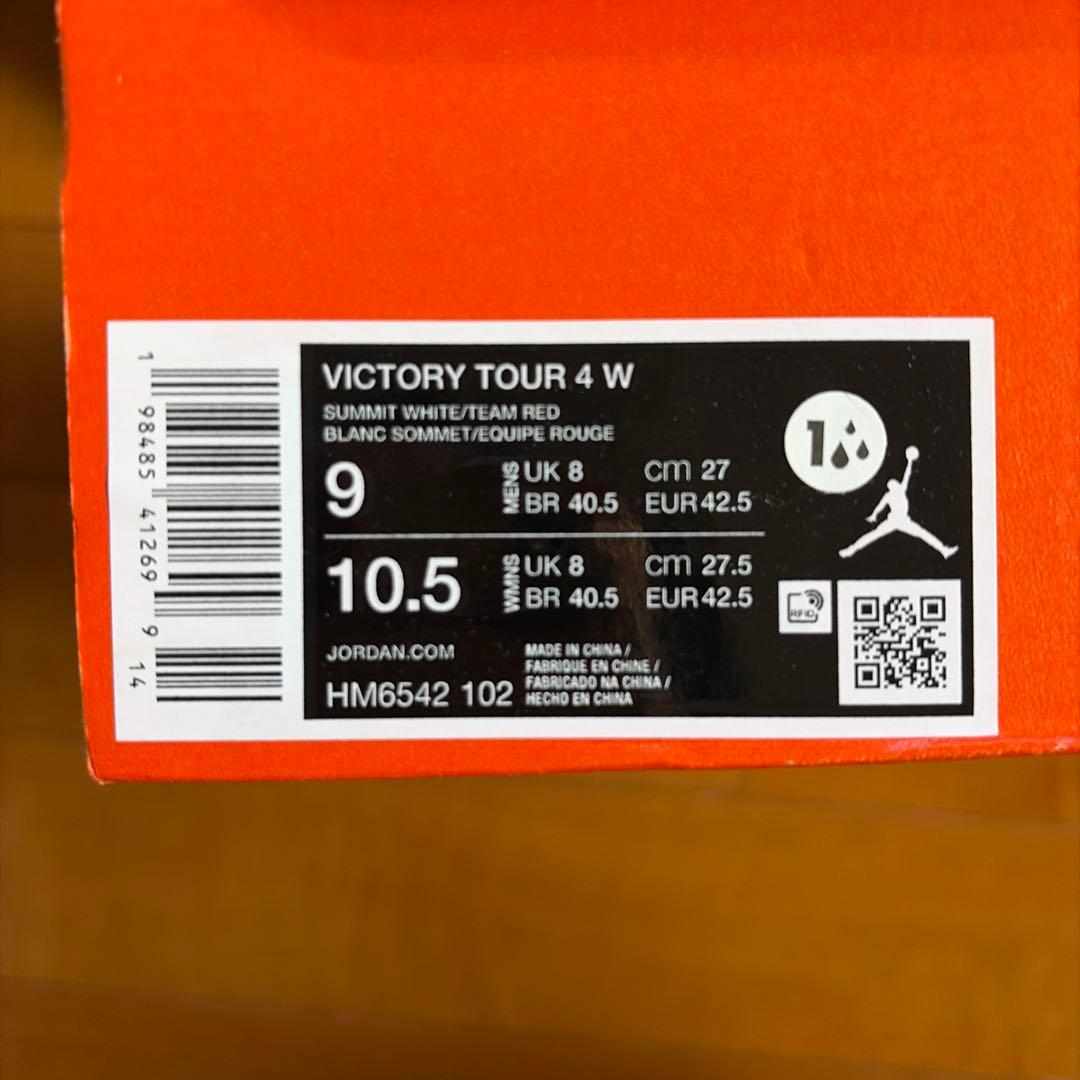 VICTORY TOUR 4 W
SUMMIT WHITE/TEAM RED
BLANC SOMMET/EQUIPE ROUGE
9
MENS
UK 8 cm 27
BR 40.5 EUR 42.5
10.5
WMNS
UK 8 cm 27.5
BR 40.5 EUR 42.5
JORDAN.COM
HM6542 102
MADE IN CHINA /
FABRIQUE EN CHINE /
FABRICADO NA CHINA /
HECHO EN CHINA
1
RFID
1 98485 41269 9 14